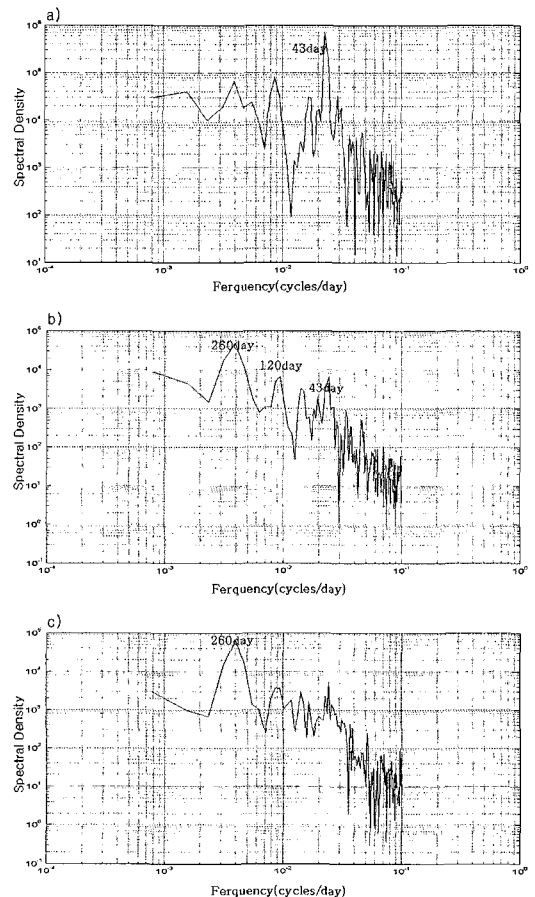 a)
43day
10⁶
10⁵
10⁴
10³
10²
10¹
Spectral Density
10⁻⁴ 10⁻³ 10⁻² 10⁻¹ 10⁰
Ferquency(cycles/day)
b)
260day
120day
43day
10⁵
10⁴
10³
10²
10¹
10⁰
10⁻¹
Spectral Density
10⁻⁴ 10⁻³ 10⁻² 10⁻¹ 10⁰
Ferquency(cycles/day)
c)
260day
10⁵
10⁴
10³
10²
10¹
10⁰
10⁻¹
Spectral Density
10⁻⁴ 10⁻³ 10⁻² 10⁻¹ 10⁰
Ferquency(cycles/day)